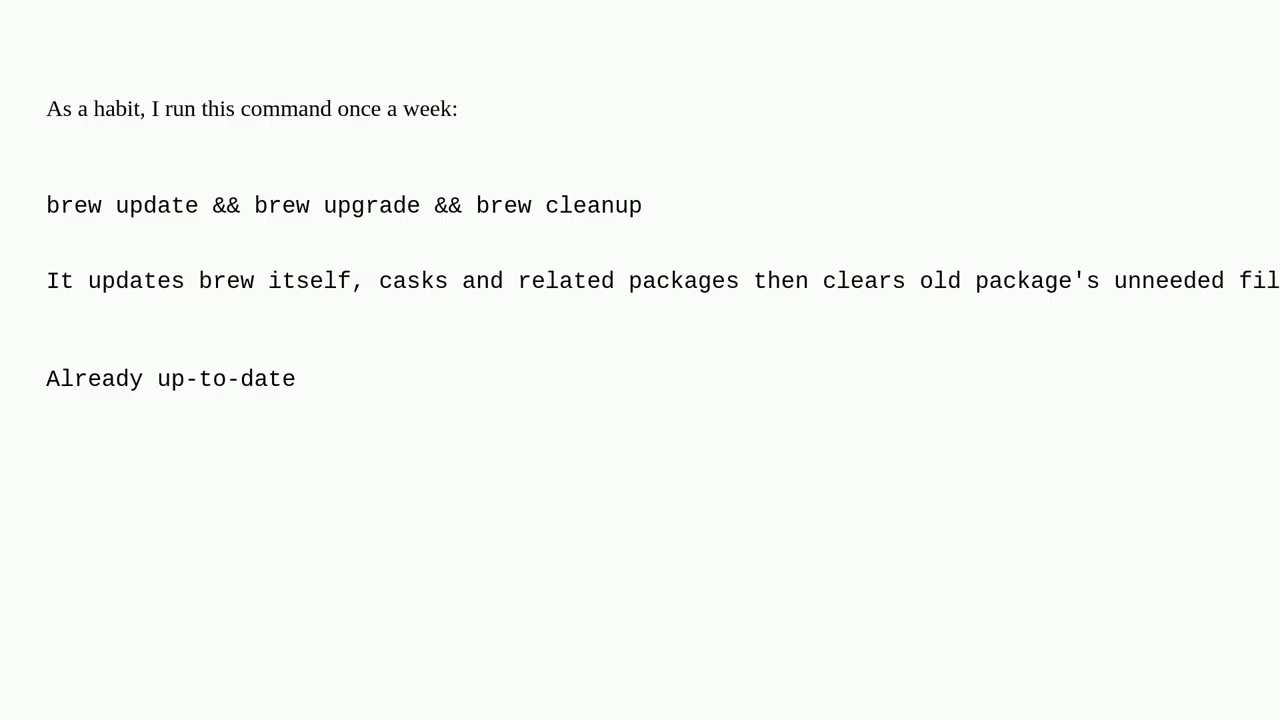 As a habit, I run this command once a week:
brew update && brew upgrade && brew cleanup
It updates brew itself, casks and related packages then clears old package's unneeded fil
Already up-to-date